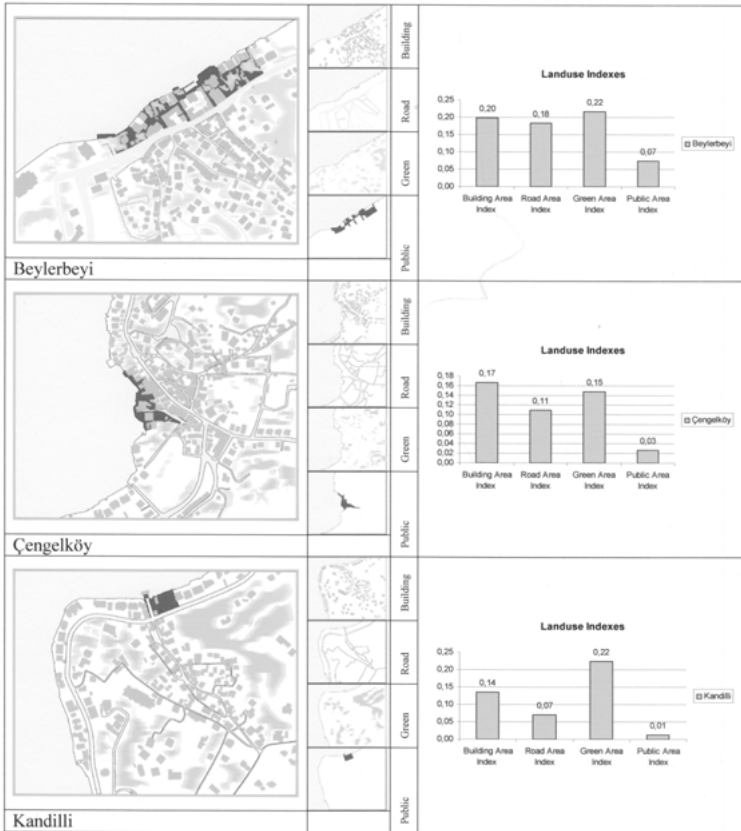 Building
Road
Green
Public
Beylerbeyi
Landuse Indexes
0,25
0,20
0,15
0,10
0,05
0,00
0,20
0,18
0,22
0,07
Building Area Index
Road Area Index
Green Area Index
Public Area Index
Beylerbeyi
Building
Road
Green
Public
Çengelköy
Landuse Indexes
0,18
0,16
0,14
0,12
0,10
0,08
0,06
0,04
0,02
0,00
0,17
0,11
0,15
0,03
Building Area Index
Road Area Index
Green Area Index
Public Area Index
Çengelköy
Building
Road
Green
Public
Kandilli
Landuse Indexes
0,25
0,20
0,15
0,10
0,05
0,00
0,14
0,07
0,22
0,01
Building Area Index
Road Area Index
Green Area Index
Public Area Index
Kandilli